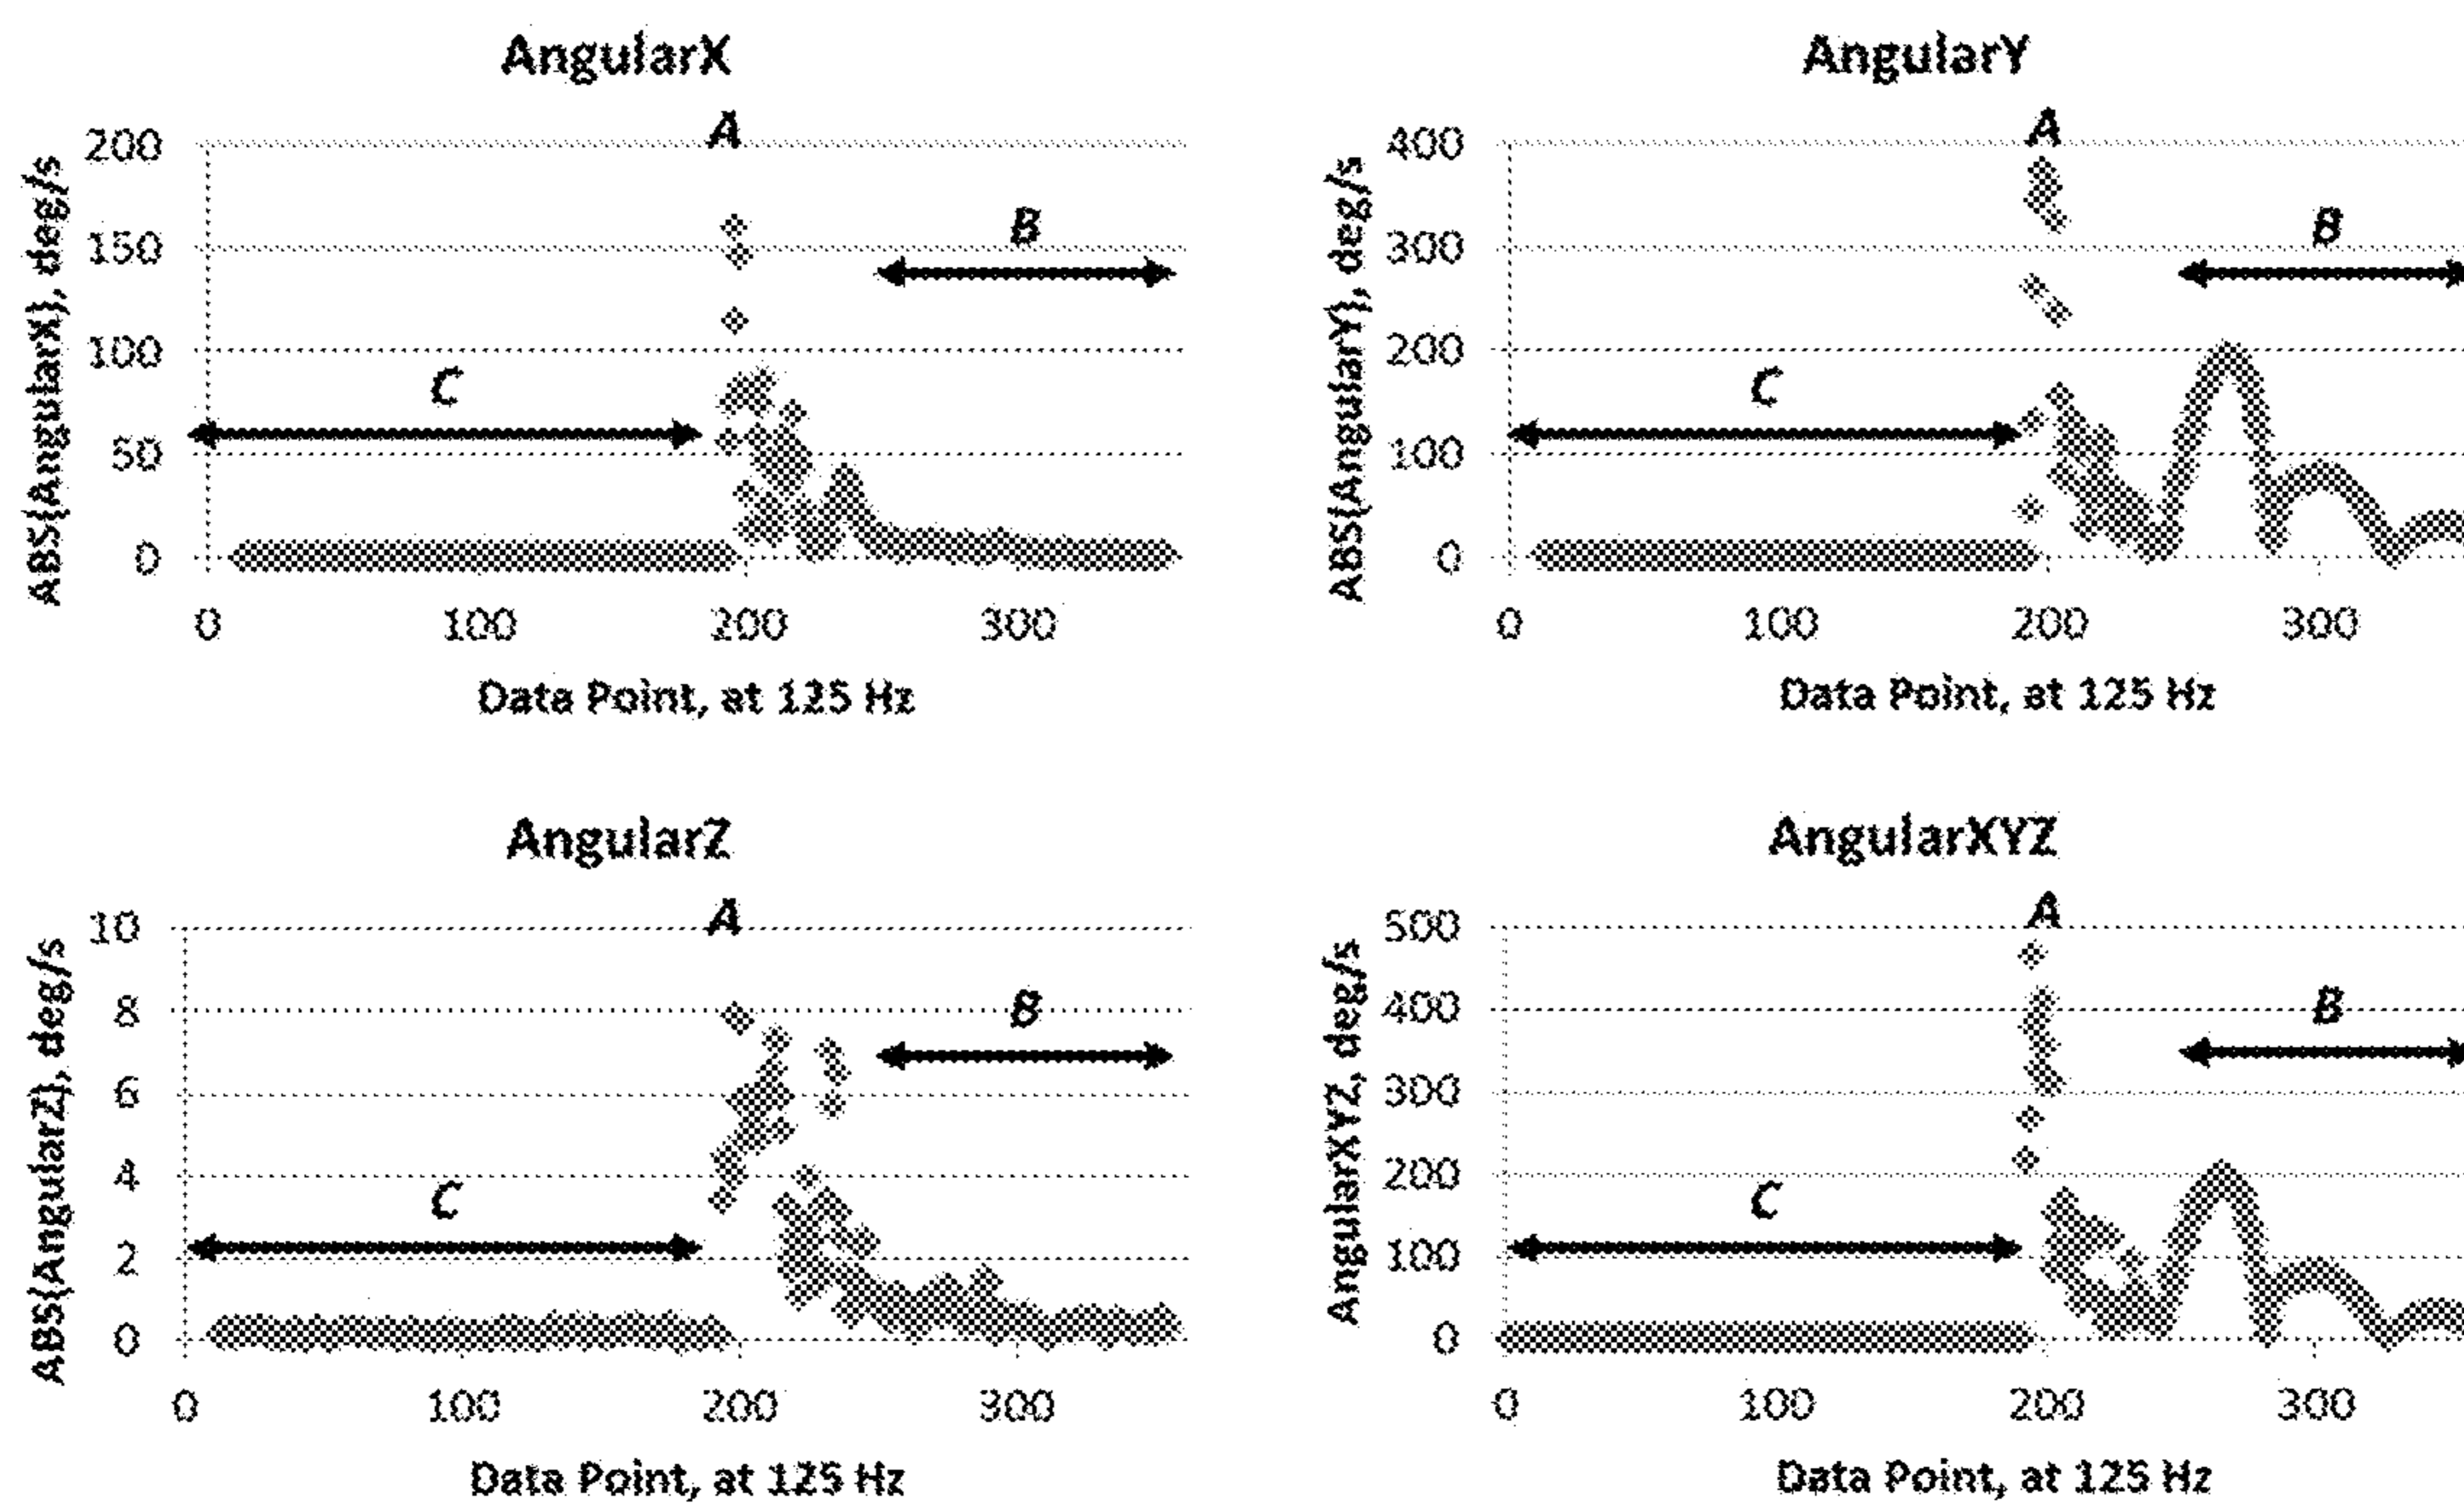 AngularX
A
200
150
100
50
0
B
C
ABS(AngularX), deg/s
0 100 200 300
Data Point, at 125 Hz
AngularY
A
400
300
200
100
0
B
C
ABS(AngularY), deg/s
0 100 200 300
Data Point, at 125 Hz
AngularZ
A
10
8
6
4
2
0
B
C
ABS(AngularZ), deg/s
0 100 200 300
Data Point, at 125 Hz
AngularXYZ
A
500
400
300
200
100
0
B
C
AngularXYZ, deg/s
0 100 200 300
Data Point, at 125 Hz